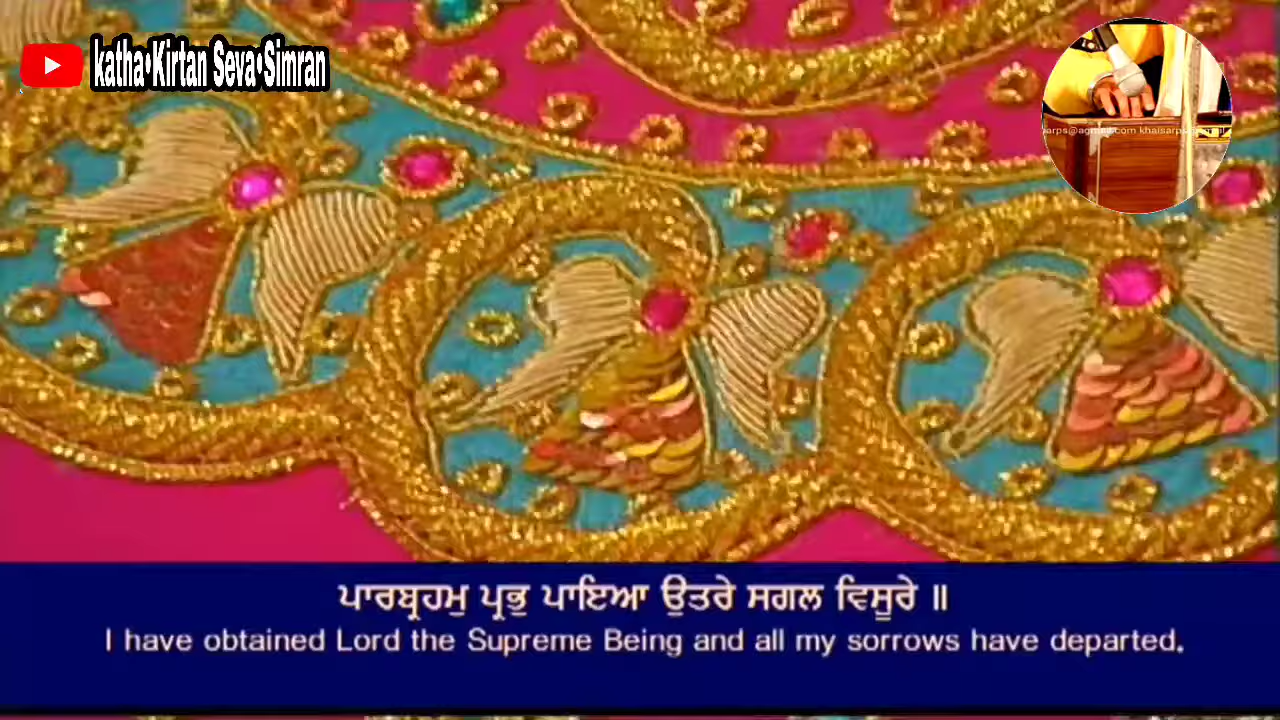 katha•Kirtan Seva•Simran
ਪਾਰਬ੍ਰਹਮੁ ਪ੍ਰਭੁ ਪਾਇਆ ਉਤਰੇ ਸਗਲ ਵਿਸੂਰੇ ॥
I have obtained Lord the Supreme Being and all my sorrows have departed.